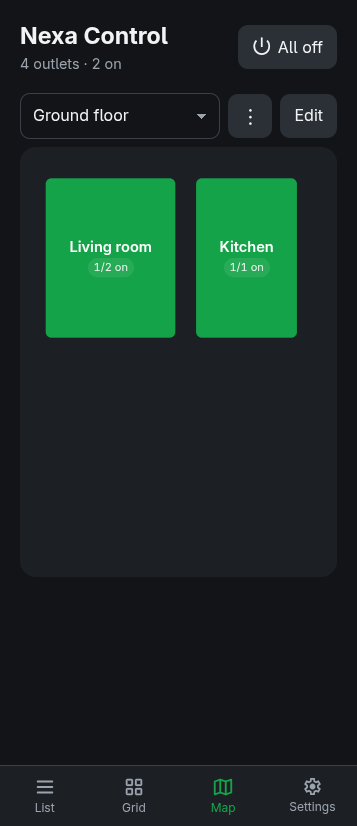 Nexa Control
4 outlets · 2 on
All off
Ground floor
Edit
Living room
1/2 on
Kitchen
1/1 on
List
Grid
Map
Settings